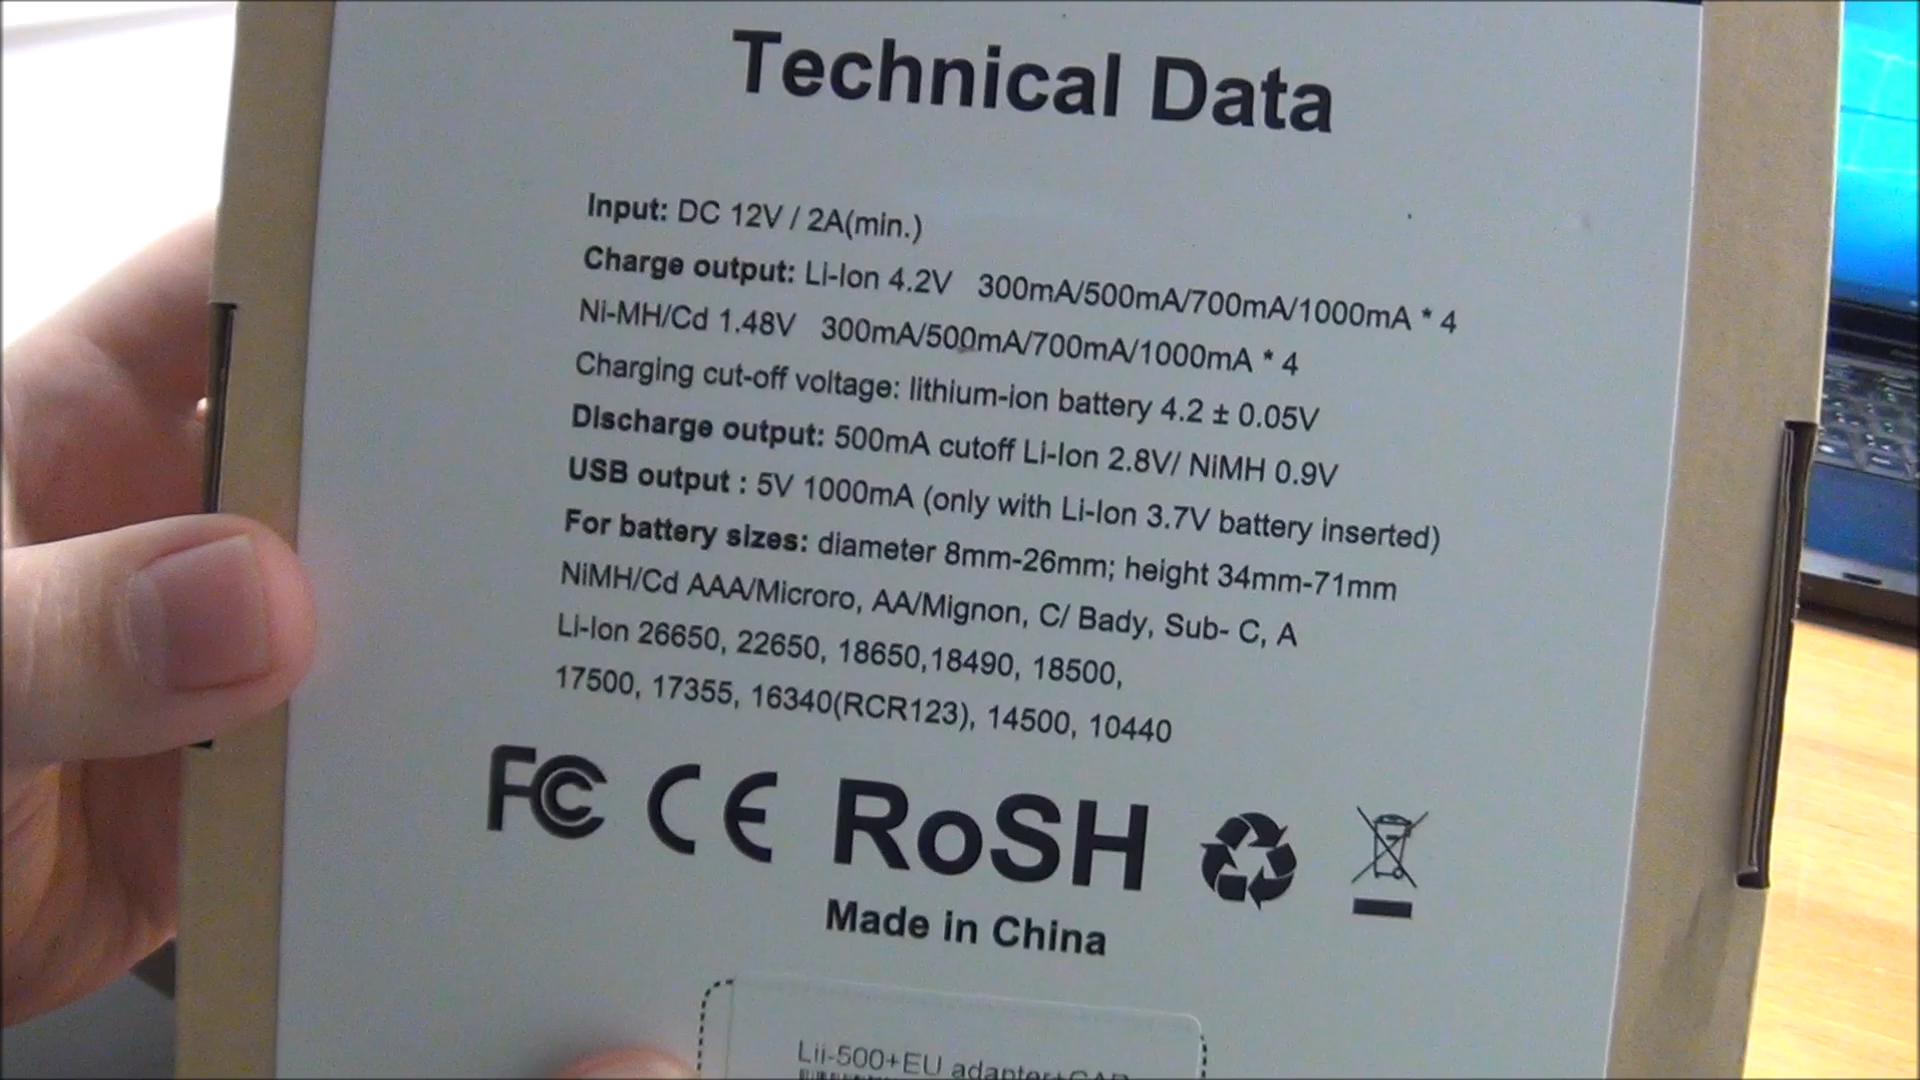 Technical Data
Input: DC 12V / 2A(min.)
Charge output: Li-Ion 4.2V 300mA/500mA/700mA/1000mA * 4
Ni-MH/Cd 1.48V 300mA/500mA/700mA/1000mA * 4
Charging cut-off voltage: lithium-ion battery 4.2 ± 0.05V
Discharge output: 500mA cutoff Li-Ion 2.8V/ NiMH 0.9V
USB output : 5V 1000mA (only with Li-Ion 3.7V battery inserted)
For battery sizes: diameter 8mm-26mm; height 34mm-71mm
NiMH/Cd AAA/Microro, AA/Mignon, C/ Bady, Sub- C, A
Li-Ion 26650, 22650, 18650,18490, 18500,
17500, 17355, 16340(RCR123), 14500, 10440
FC CE RoSH
Made in China
Lii-500+EU adapter+CAR